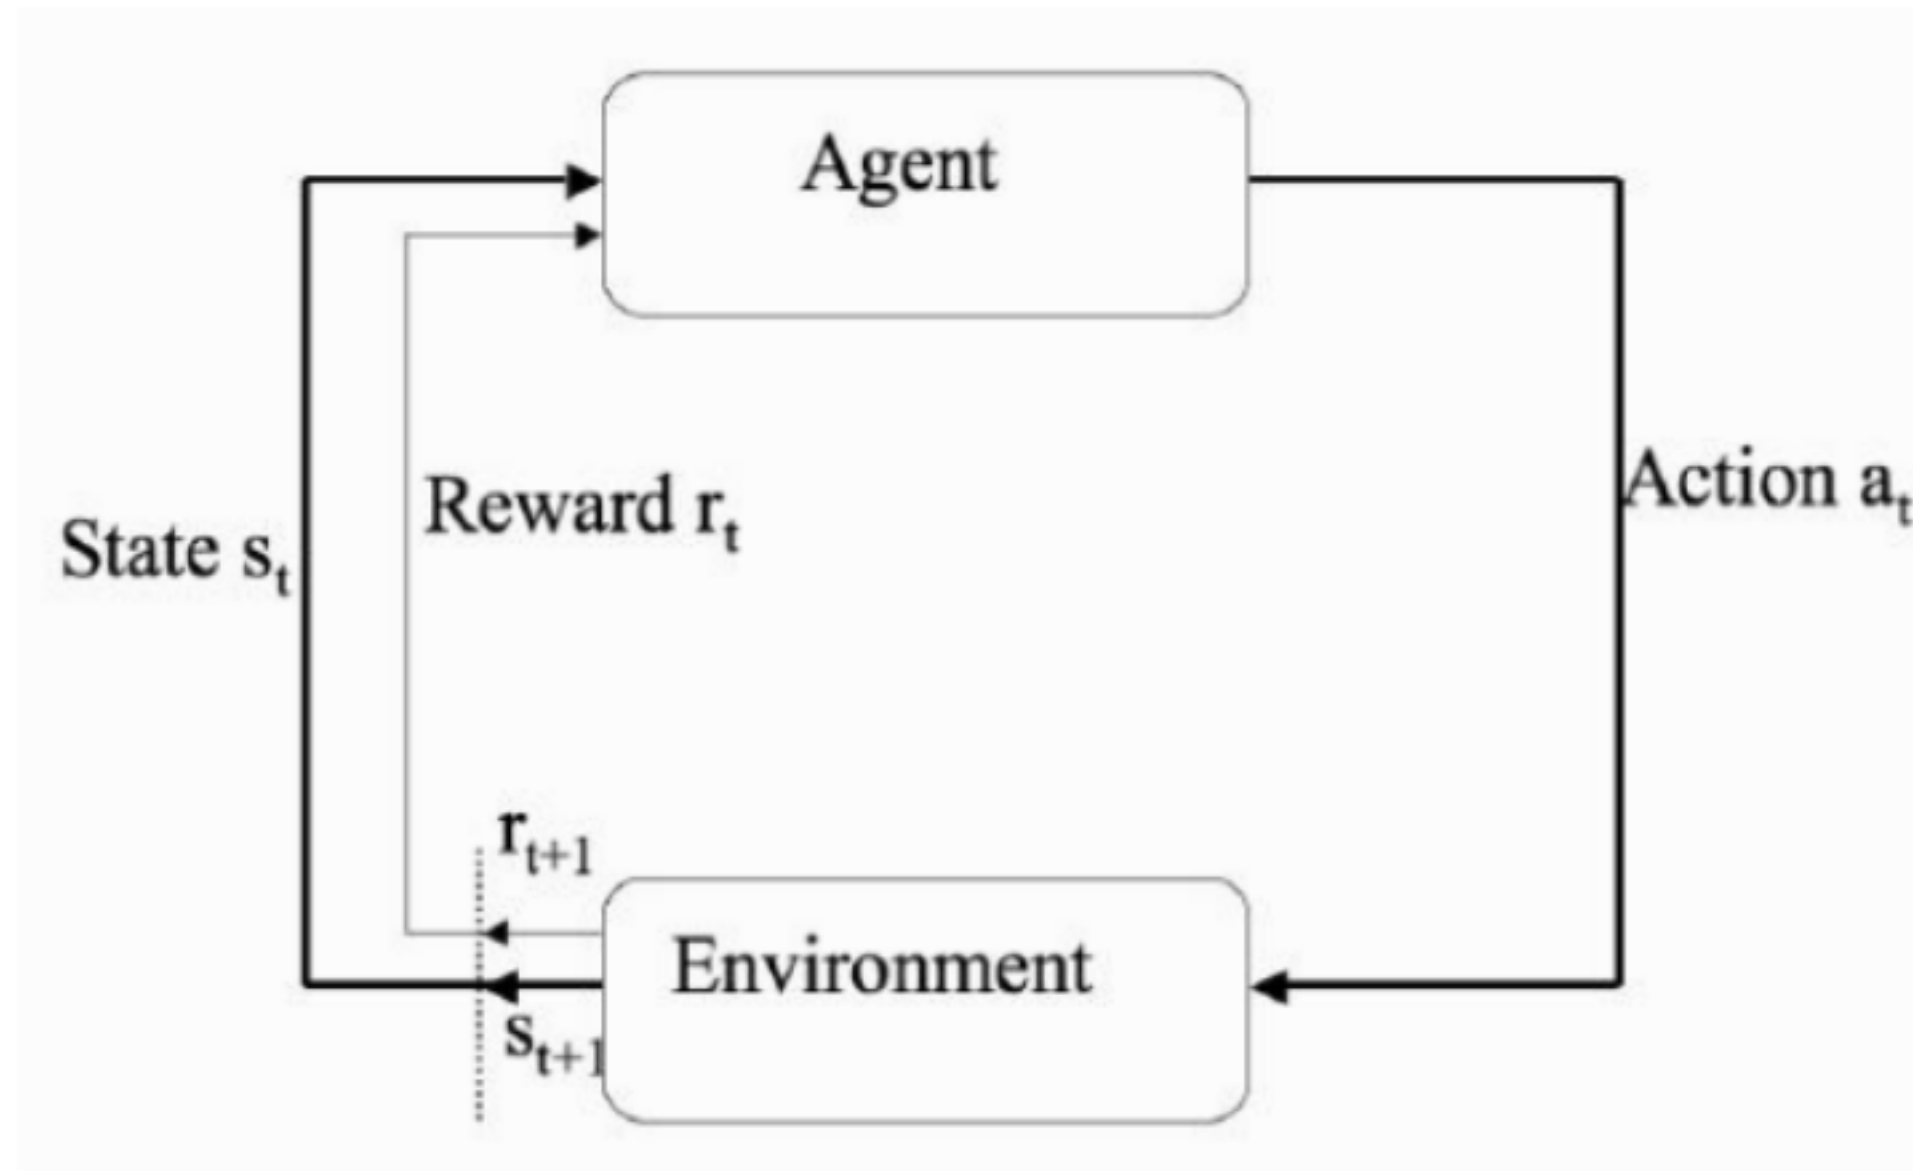 Agent
Reward rₜ
Action aₜ
State sₜ
rₜ₊₁
Environment
sₜ₊₁